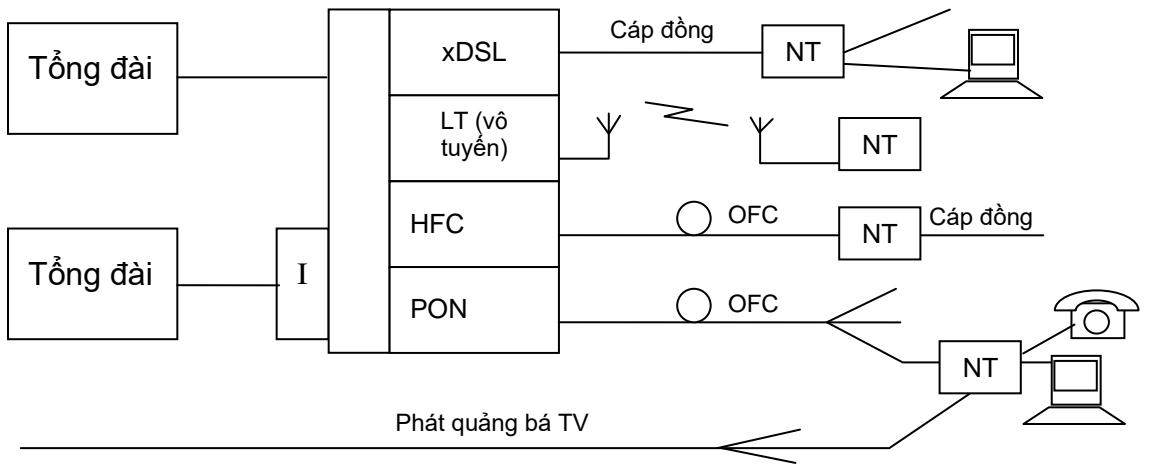 Tổng đài
xDSL
Cáp đồng
NT
LT (vô
tuyến)
NT
HFC
OFC
NT
Cáp đồng
Tổng đài
I
PON
OFC
NT
Phát quảng bá TV